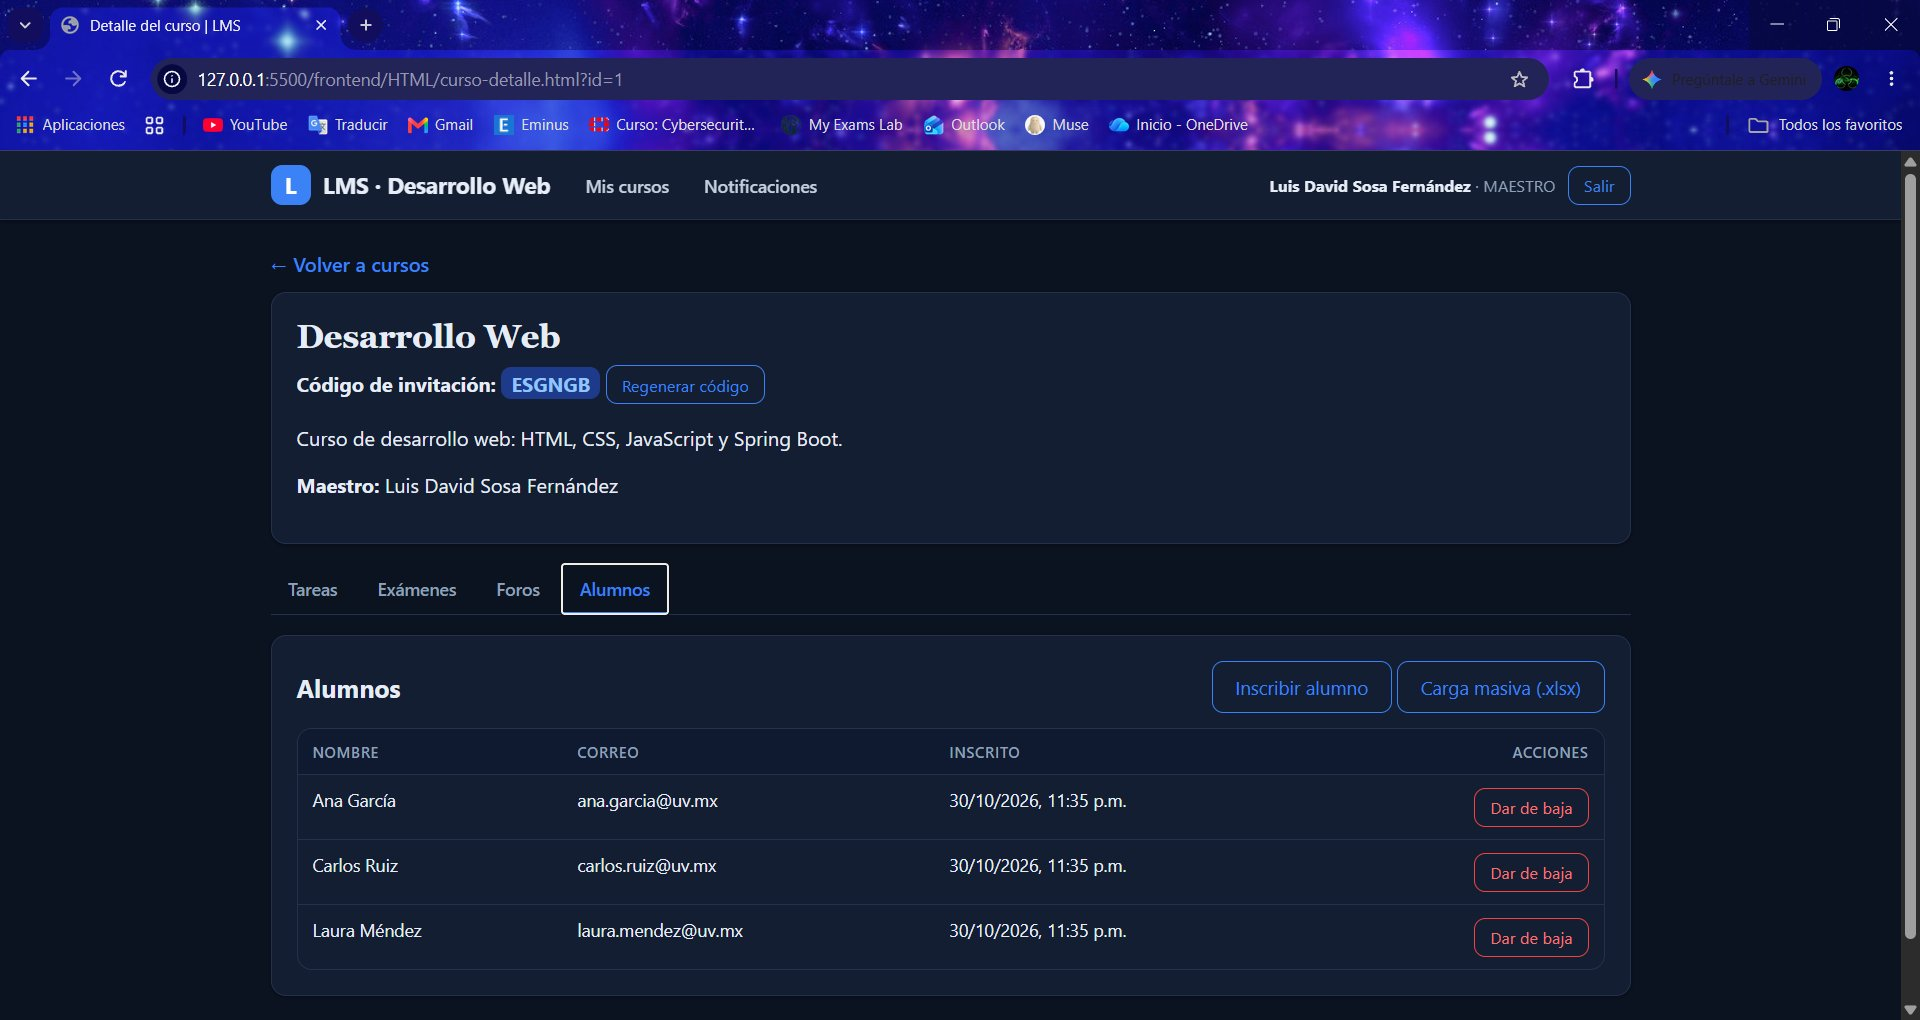 Detalle del curso | LMS
127.0.0.1:5500/frontend/HTML/curso-detalle.html?id=1
Pregúntale a Gemini
Aplicaciones YouTube Traducir Gmail Eminus Curso: Cybersecurit... My Exams Lab Outlook Muse Inicio - OneDrive Todos los favoritos
L LMS · Desarrollo Web Mis cursos Notificaciones Luis David Sosa Fernández · MAESTRO Salir
← Volver a cursos
Desarrollo Web
Código de invitación: ESGNGB Regenerar código
Curso de desarrollo web: HTML, CSS, JavaScript y Spring Boot.
Maestro: Luis David Sosa Fernández
Tareas Exámenes Foros Alumnos
Alumnos Inscribir alumno Carga masiva (.xlsx)
NOMBRE CORREO INSCRITO ACCIONES
Ana García ana.garcia@uv.mx 30/10/2026, 11:35 p.m. Dar de baja
Carlos Ruiz carlos.ruiz@uv.mx 30/10/2026, 11:35 p.m. Dar de baja
Laura Méndez laura.mendez@uv.mx 30/10/2026, 11:35 p.m. Dar de baja